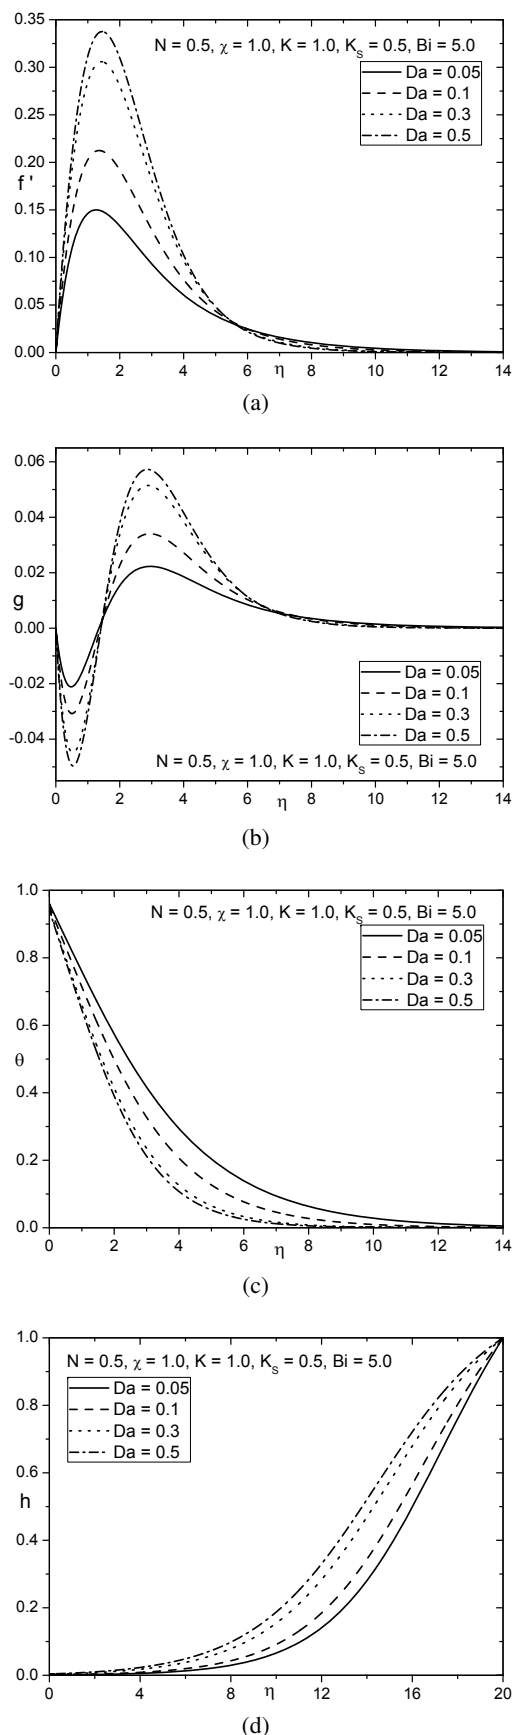 0.35
N = 0.5, χ = 1.0, K = 1.0, K_S = 0.5, Bi = 5.0
Da = 0.05
Da = 0.1
Da = 0.3
Da = 0.5
0.30
0.25
0.20
f '
0.15
0.10
0.05
0.00
0 2 4 6 8 10 12 14
η
(a)
0.06
0.04
0.02
g
0.00
-0.02
-0.04
Da = 0.05
Da = 0.1
Da = 0.3
Da = 0.5
N = 0.5, χ = 1.0, K = 1.0, K_S = 0.5, Bi = 5.0
0 2 4 6 8 10 12 14
η
(b)
1.0
N = 0.5, χ = 1.0, K = 1.0, K_S = 0.5, Bi = 5.0
Da = 0.05
Da = 0.1
Da = 0.3
Da = 0.5
0.8
0.6
θ
0.4
0.2
0.0
0 2 4 6 8 10 12 14
η
(c)
1.0
N = 0.5, χ = 1.0, K = 1.0, K_S = 0.5, Bi = 5.0
Da = 0.05
Da = 0.1
Da = 0.3
Da = 0.5
0.8
0.6
h
0.4
0.2
0.0
0 4 8 12 16 20
η
(d)